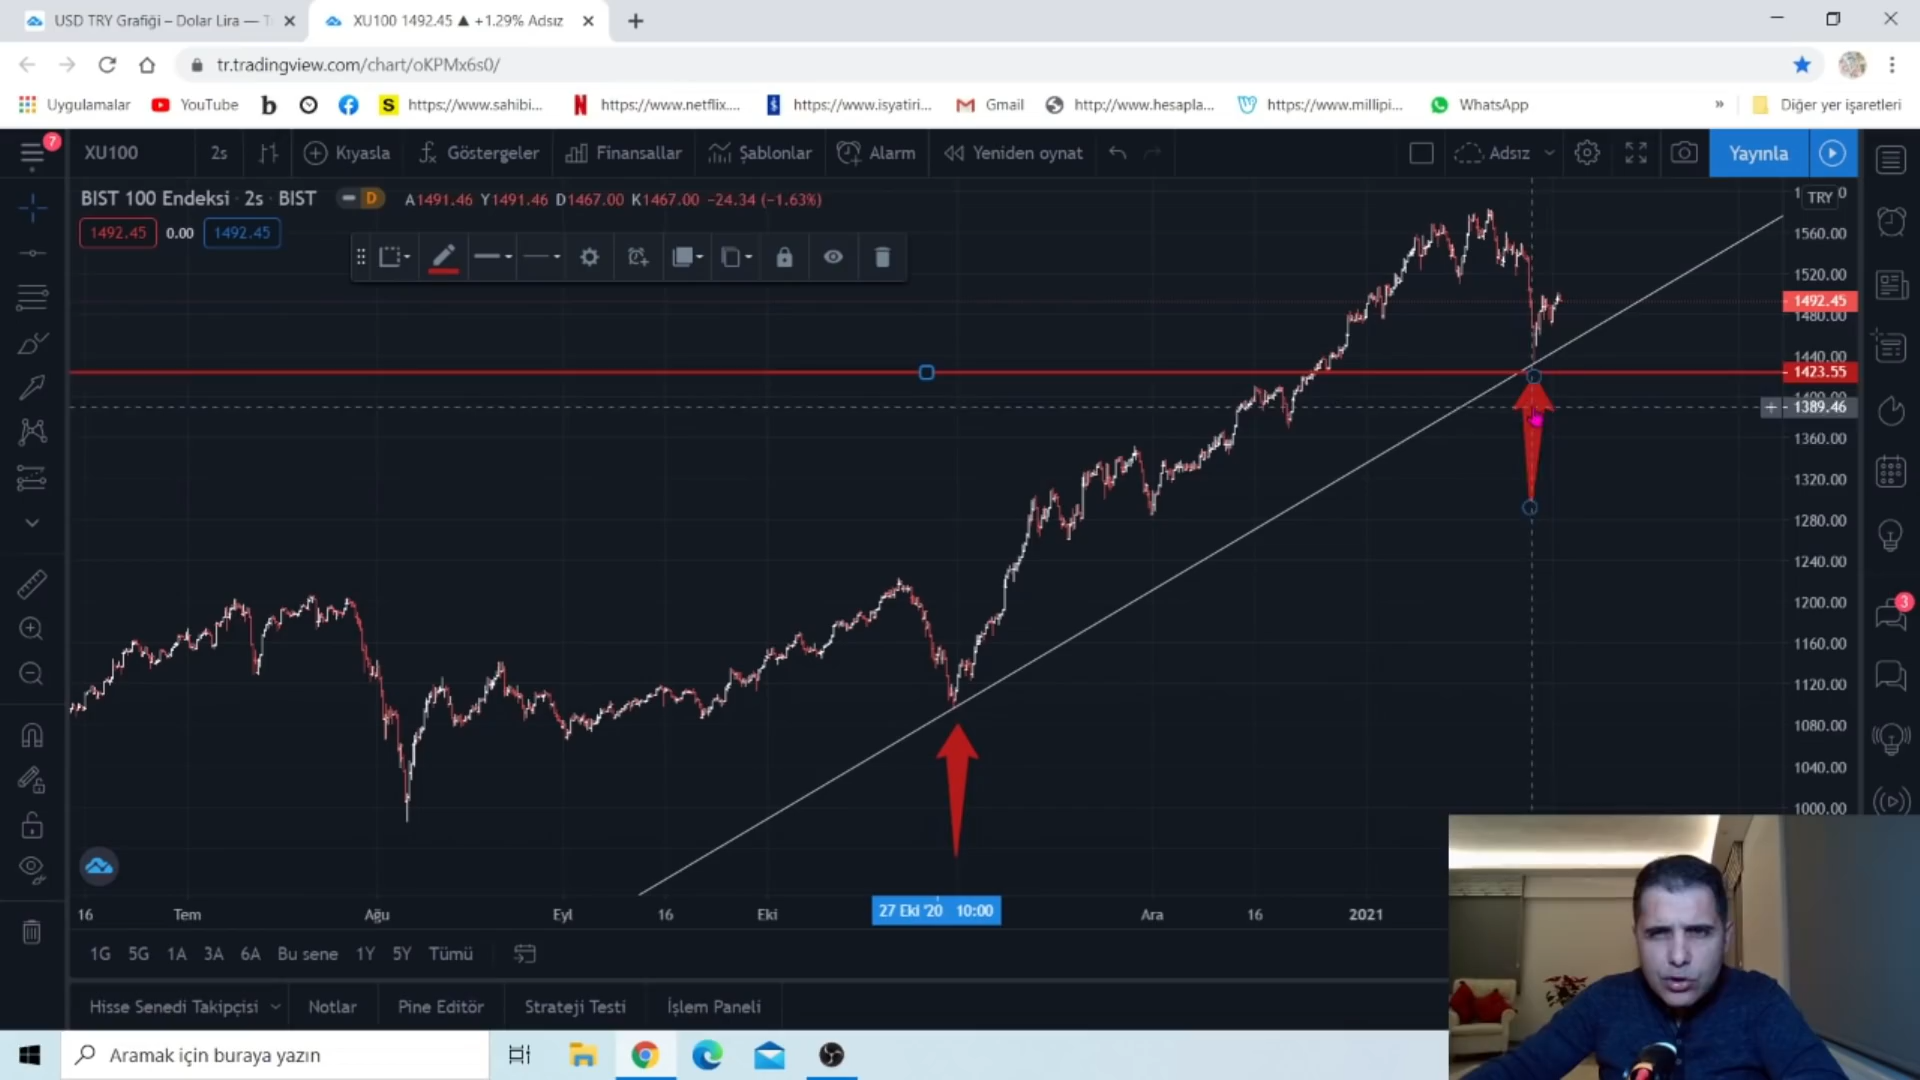 USD TRY Grafiği – Dolar Lira — T
XU100 1492.45 ▲ +1.29% Adsız
tr.tradingview.com/chart/oKPMx6s0/
Uygulamalar
YouTube
https://www.sahibi...
https://www.netflix....
https://www.isyatiri...
Gmail
http://www.hesapla...
https://www.millipi...
WhatsApp
»
Diğer yer işaretleri
7
XU100
2s
Kıyasla
Göstergeler
Finansallar
Şablonlar
Alarm
Yeniden oynat
Adsız
Yayınla
BIST 100 Endeksi · 2s · BIST
D
A1491.46 Y1491.46 D1467.00 K1467.00 −24.34 (−1.63%)
1492.45
0.00
1492.45
TRY
1560.00
1520.00
1492.45
1480.00
1440.00
1423.55
1400.00
1389.46
1360.00
1320.00
1280.00
1240.00
1200.00
1160.00
1120.00
1080.00
1040.00
1000.00
3
16
Tem
Ağu
Eyl
16
Eki
27 Eki '20 10:00
Ara
16
2021
1G 5G 1A 3A 6A Bu sene 1Y 5Y Tümü
Hisse Senedi Takipçisi
Notlar
Pine Editör
Strateji Testi
İşlem Paneli
Aramak için buraya yazın